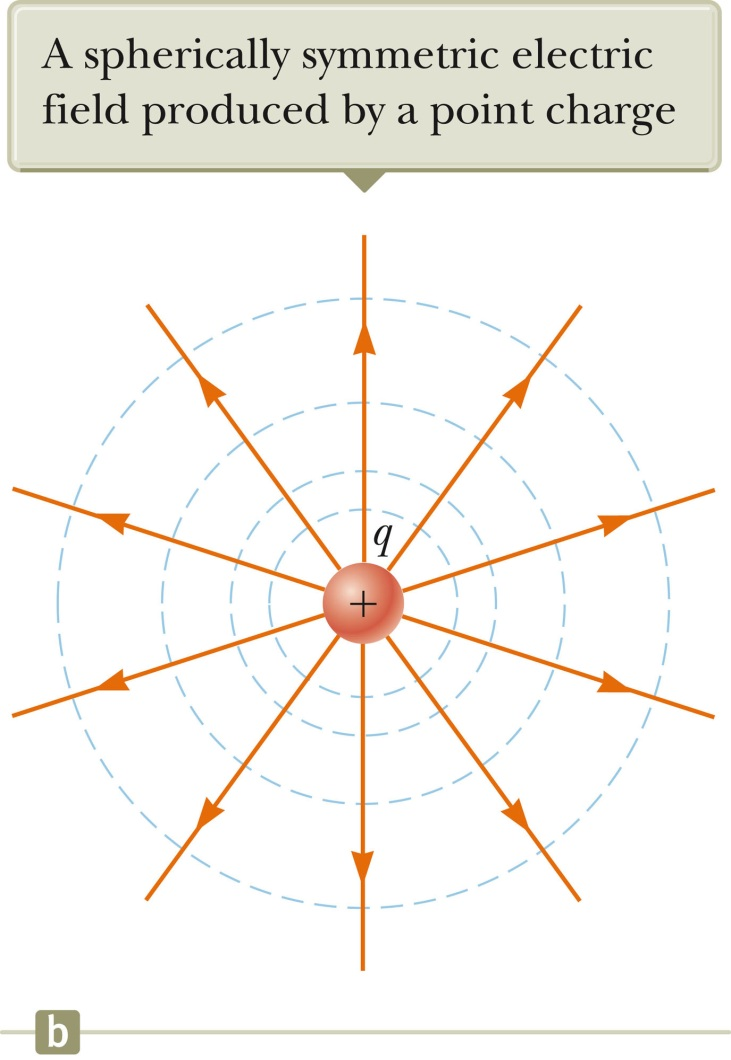 A spherically symmetric electric
field produced by a point charge
q
+
b